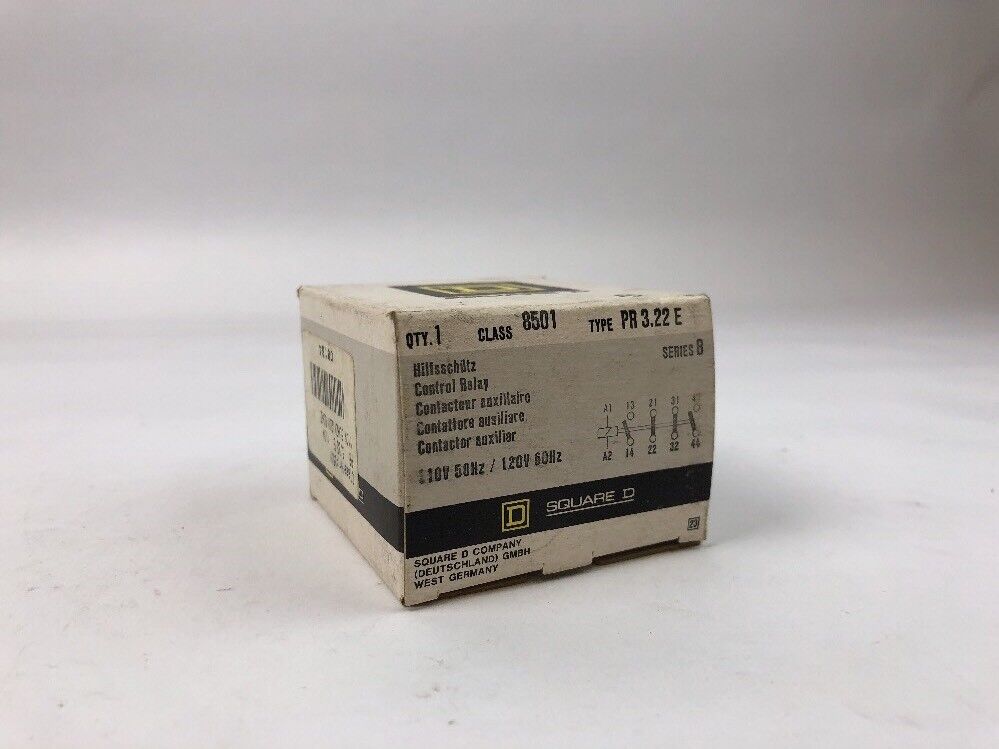 QTY. 1 CLASS 8501 TYPE PR 3.22 E
SERIES B
Hilfsschütz
Control Relay
Contacteur auxiliaire
Contattore ausiliare
Contactor auxiliar
110V 50Hz / 120V 60Hz
A1 13 21 31
A2 14 22 32 44
D SQUARE D
SQUARE D COMPANY
(DEUTSCHLAND) GMBH
WEST GERMANY
23